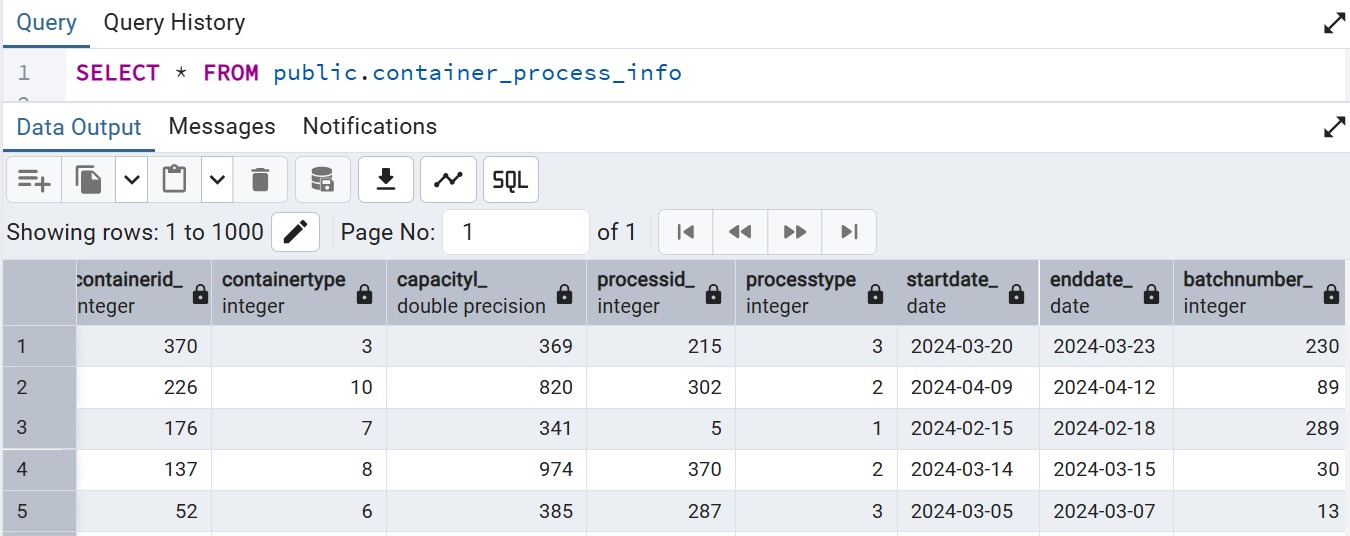 Query Query History
1 SELECT * FROM public.container_process_info
Data Output Messages Notifications
SQL
Showing rows: 1 to 1000 Page No: 1 of 1
containerid_ containertype capacityl_ processid_ processtype startdate_ enddate_ batchnumber_
integer integer double precision integer integer date date integer
1 370 3 369 215 3 2024-03-20 2024-03-23 230
2 226 10 820 302 2 2024-04-09 2024-04-12 89
3 176 7 341 5 1 2024-02-15 2024-02-18 289
4 137 8 974 370 2 2024-03-14 2024-03-15 30
5 52 6 385 287 3 2024-03-05 2024-03-07 13